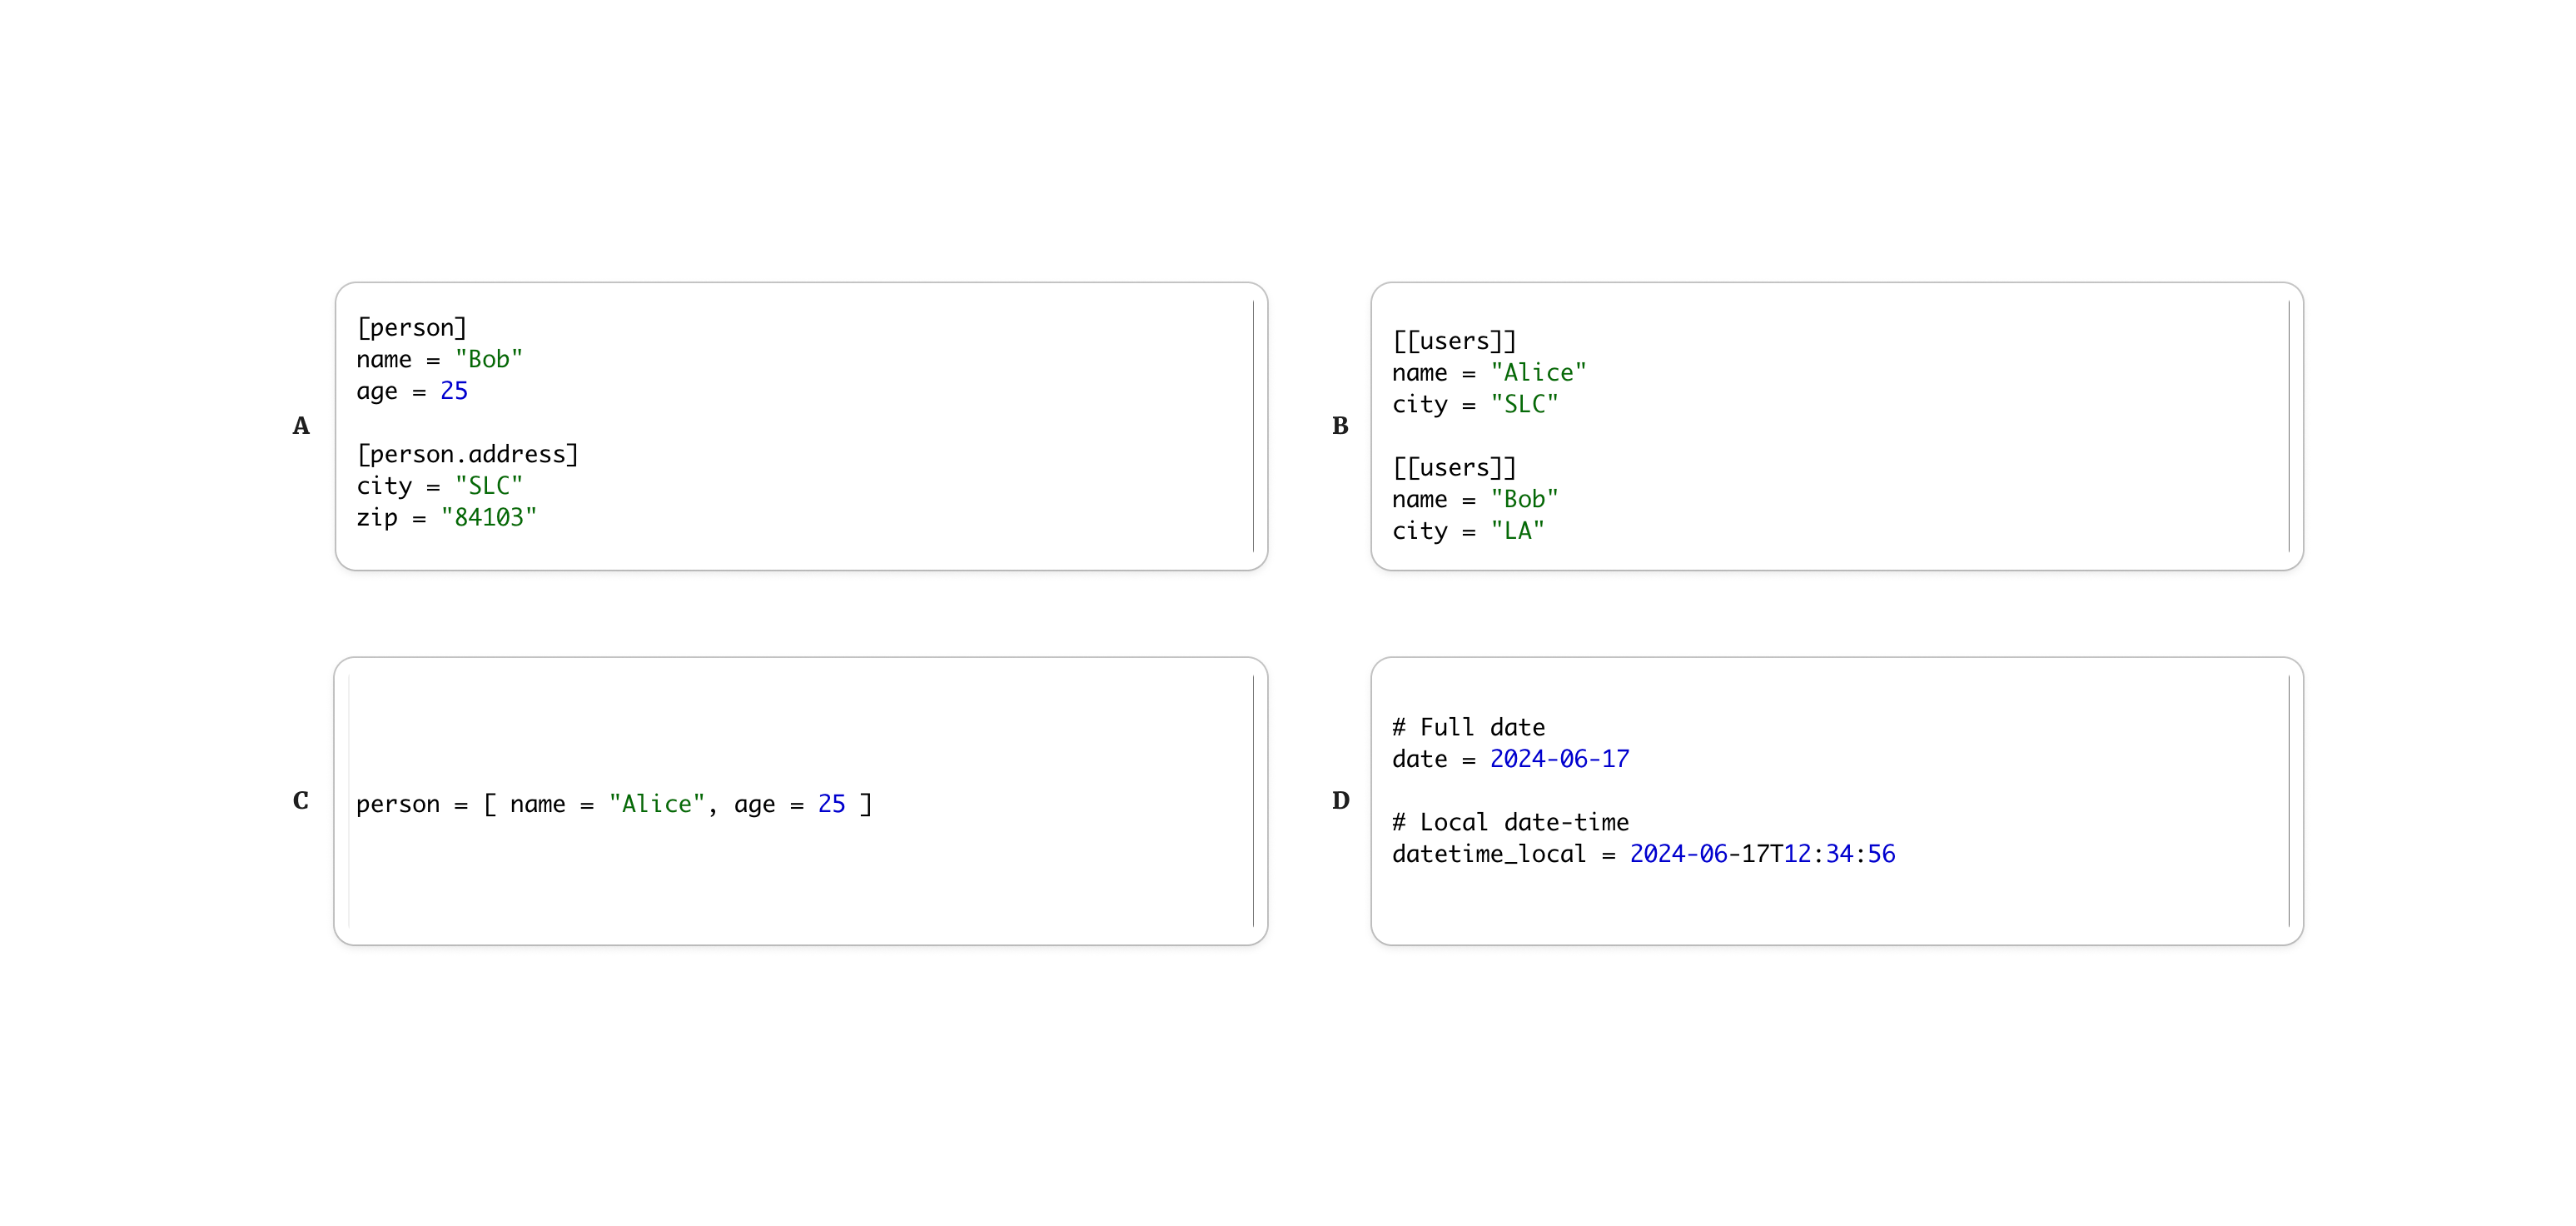 A
[person]
name = "Bob"
age = 25
[person.address]
city = "SLC"
zip = "84103"
B
[[users]]
name = "Alice"
city = "SLC"
[[users]]
name = "Bob"
city = "LA"
C
person = [ name = "Alice", age = 25 ]
D
# Full date
date = 2024-06-17
# Local date-time
datetime_local = 2024-06-17T12:34:56